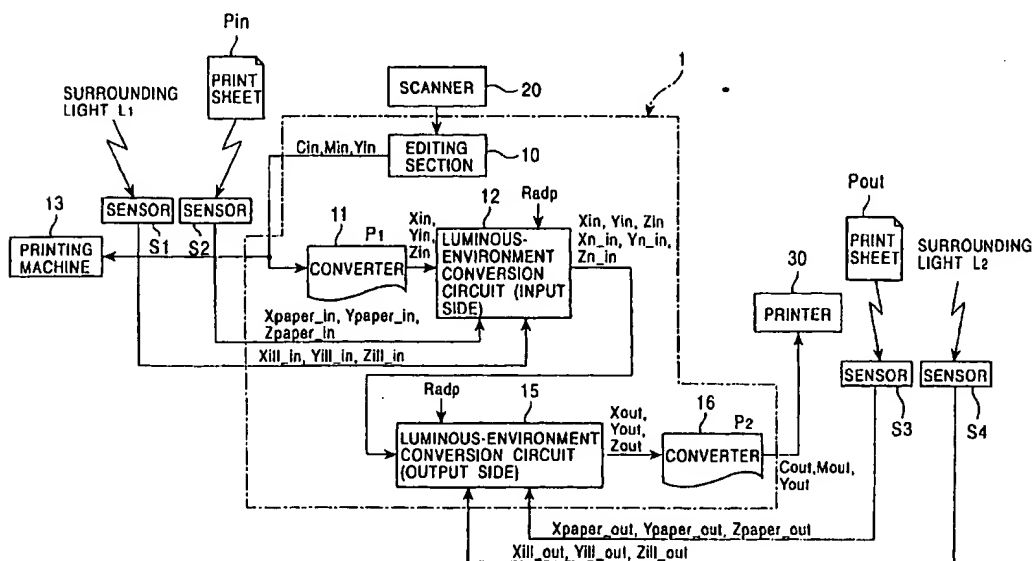 Pin
PRINT
SHEET
SURROUNDING
LIGHT L1
SCANNER
20
1
Cin,Min,Yin
EDITING
SECTION
10
13
SENSOR
SENSOR
S1
S2
PRINTING
MACHINE
11
P1
CONVERTER
Xin,
Yin,
Zin
12
Radp
LUMINOUS-
ENVIRONMENT
CONVERSION
CIRCUIT (INPUT
SIDE)
Xin, Yin, Zin
Xn_in, Yn_in,
Zn_in
Pout
PRINT
SHEET
SURROUNDING
LIGHT L2
30
PRINTER
Xpaper_in, Ypaper_in,
Zpaper_in
Xill_in, Yill_in, Zill_in
SENSOR
SENSOR
S3
S4
Radp
15
LUMINOUS-ENVIRONMENT
CONVERSION CIRCUIT
(OUTPUT SIDE)
Xout,
Yout,
Zout
16
P2
CONVERTER
Cout,Mout,
Yout
Xpaper_out, Ypaper_out, Zpaper_out
Xill_out, Yill_out, Zill_out